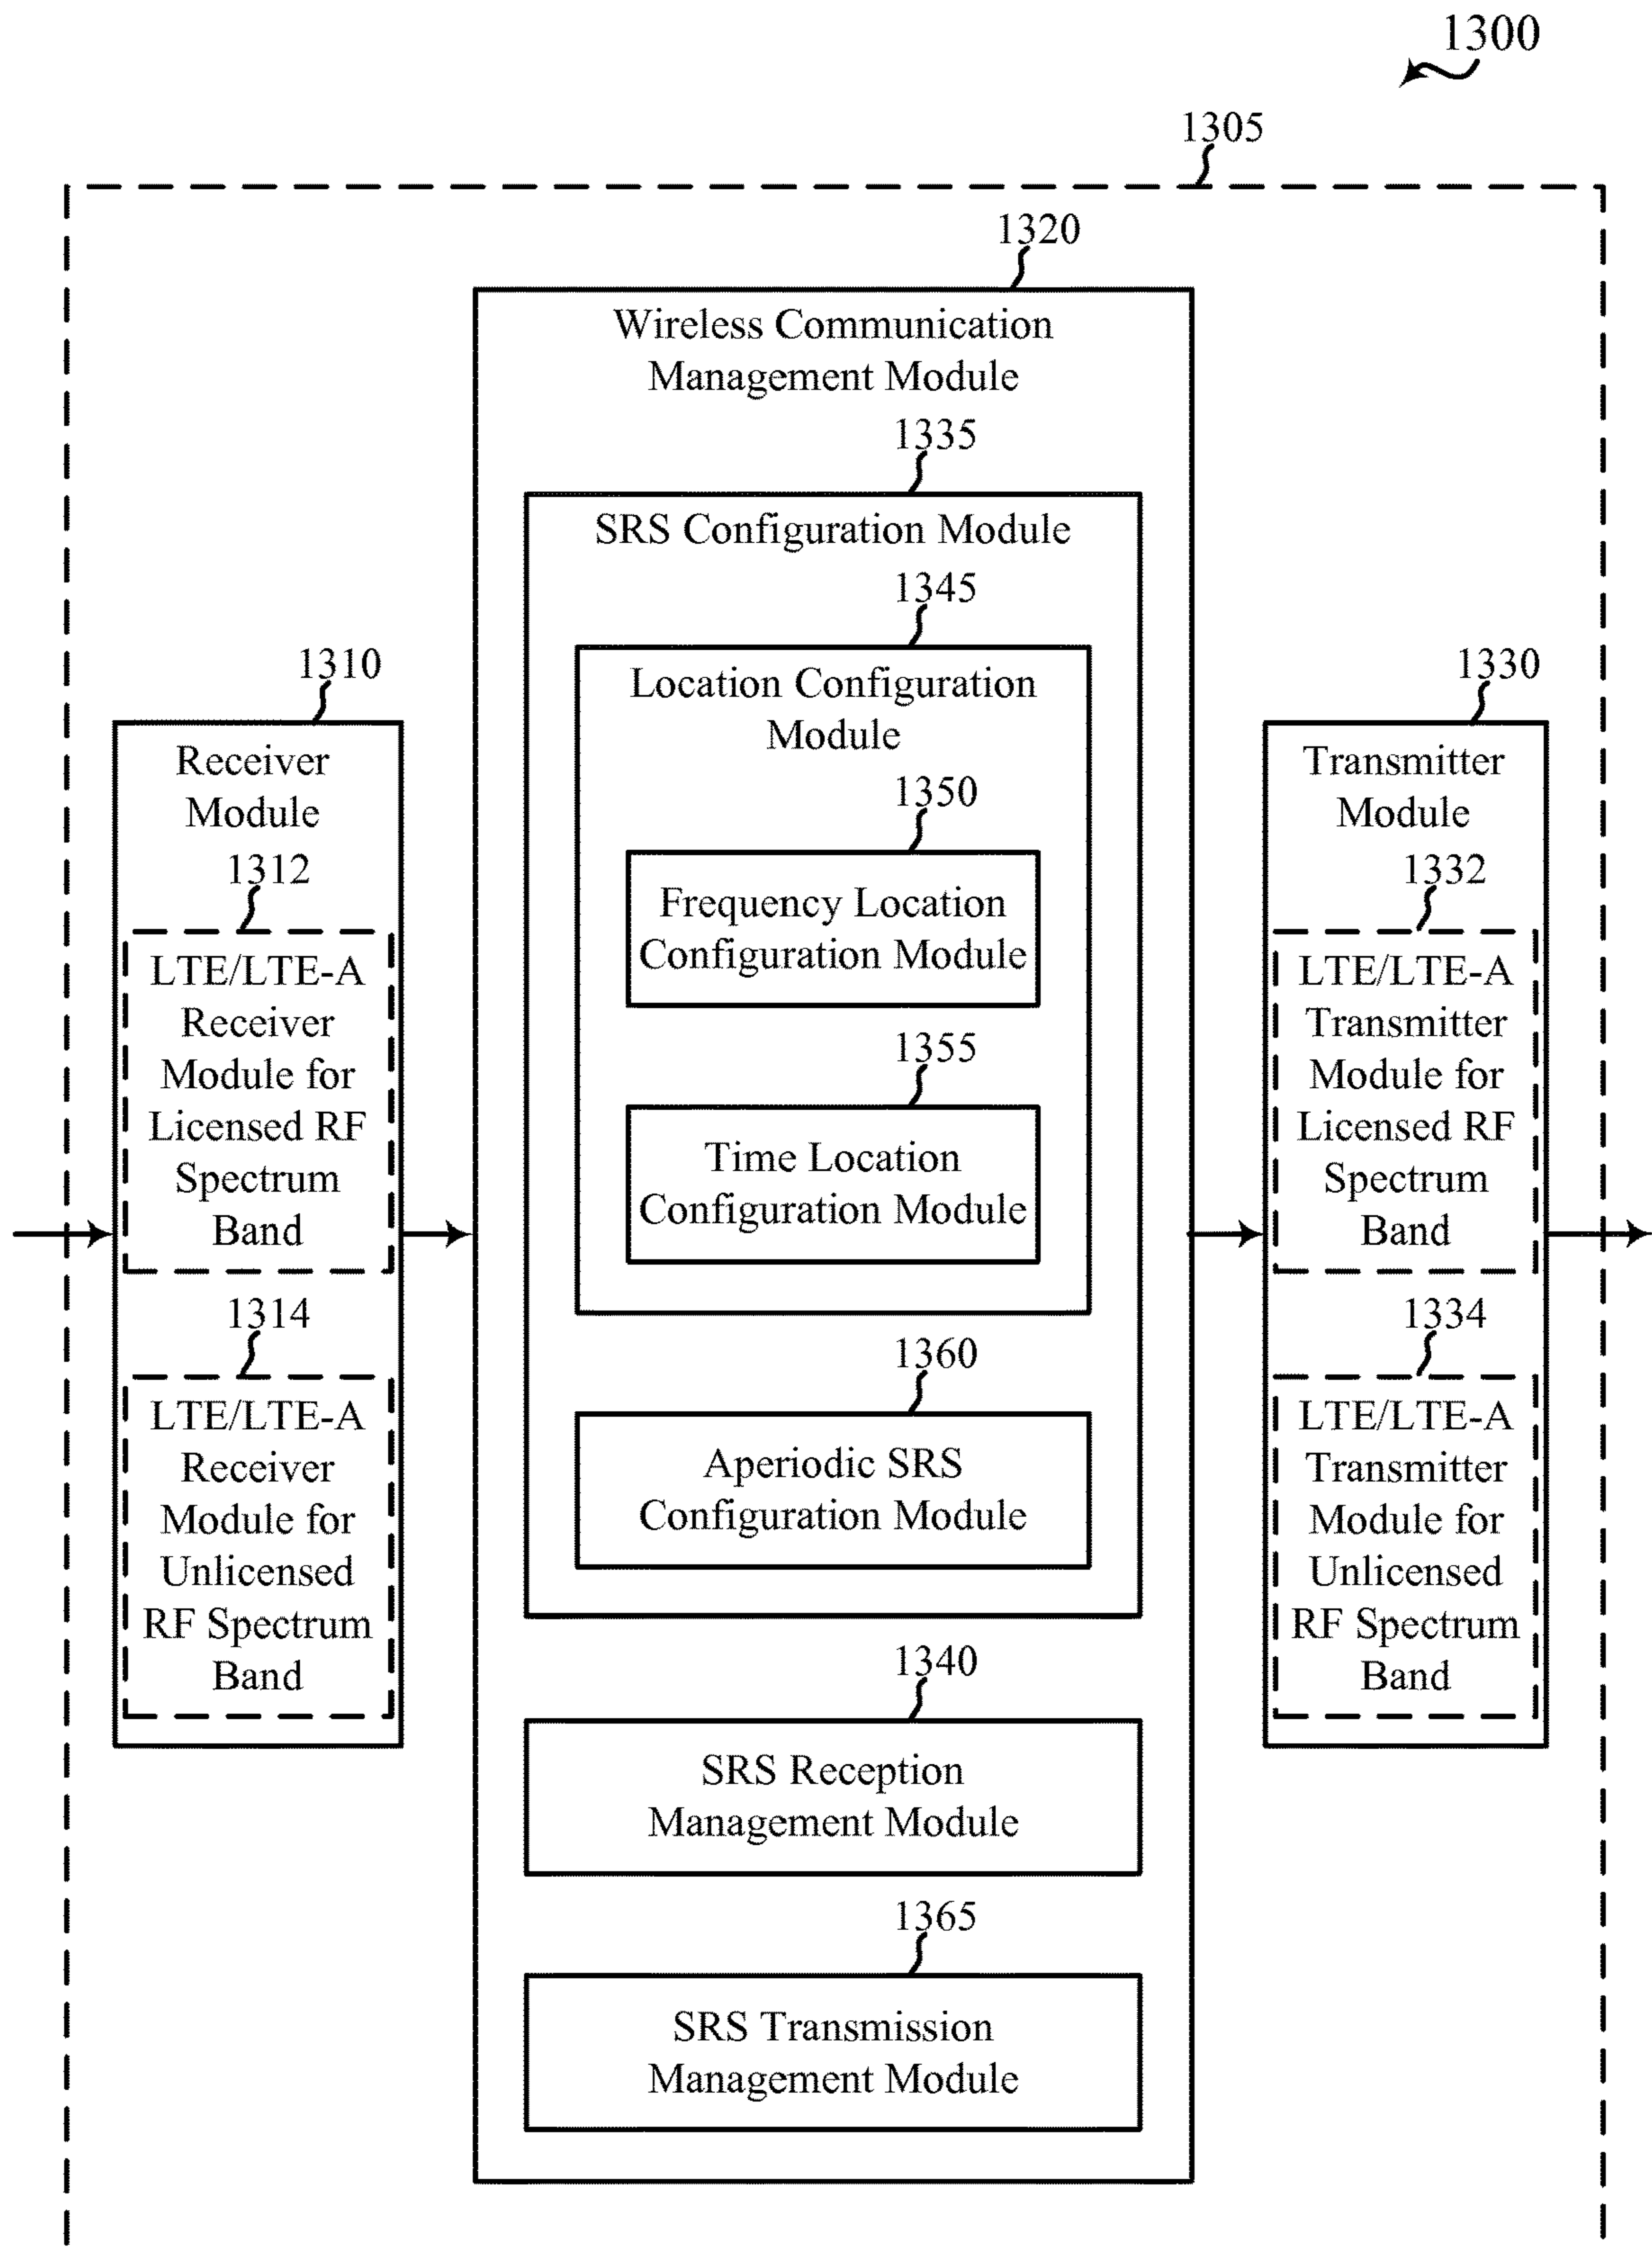 1300
1305
1320
Wireless Communication
Management Module
1335
SRS Configuration Module
1345
Location Configuration
Module
1350
Frequency Location
Configuration Module
1355
Time Location
Configuration Module
1360
Aperiodic SRS
Configuration Module
1340
SRS Reception
Management Module
1365
SRS Transmission
Management Module
1310
Receiver
Module
1312
LTE/LTE-A
Receiver
Module for
Licensed RF
Spectrum
Band
1314
LTE/LTE-A
Receiver
Module for
Unlicensed
RF Spectrum
Band
1330
Transmitter
Module
1332
LTE/LTE-A
Transmitter
Module for
Licensed RF
Spectrum
Band
1334
LTE/LTE-A
Transmitter
Module for
Unlicensed
RF Spectrum
Band